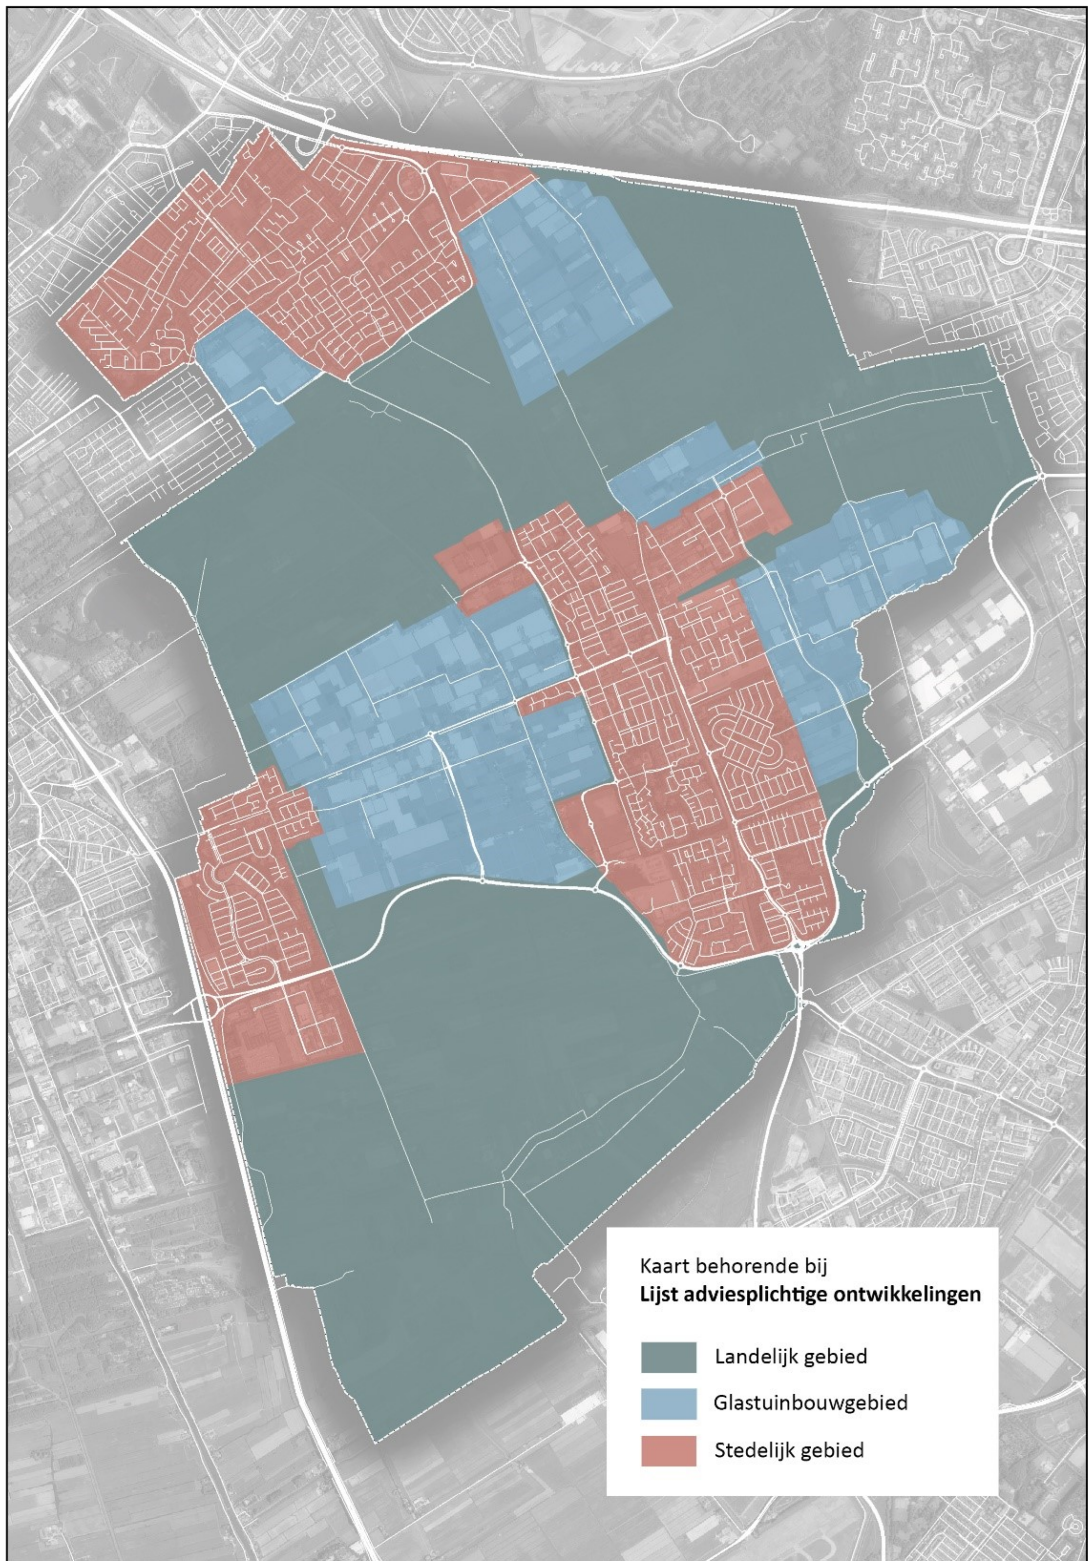 Kaart behorende bij
Lijst adviesplichtige ontwikkelingen
Landelijk gebied
Glastuinbouwgebied
Stedelijk gebied